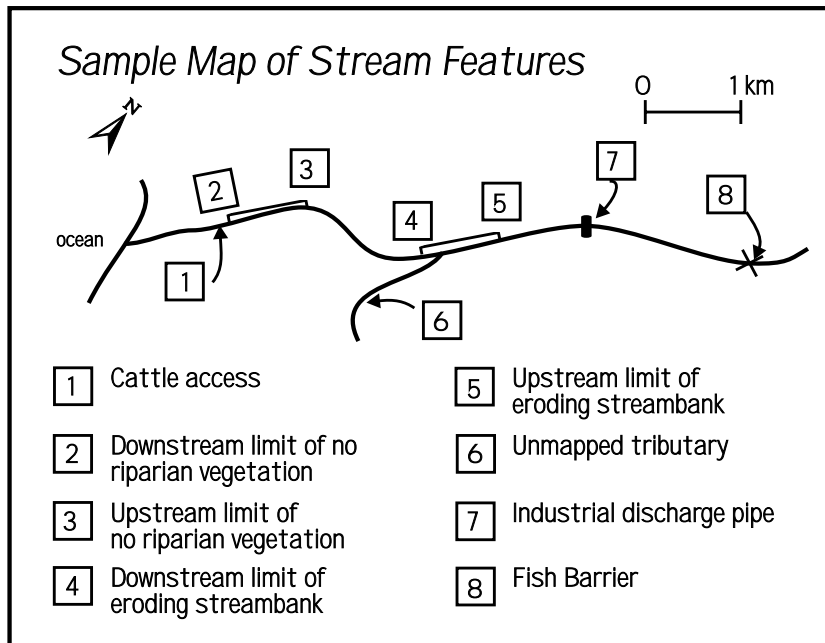 Sample Map of Stream Features
0 1 km
N
ocean
1
2
3
4
5
6
7
8
1 Cattle access
2 Downstream limit of no
riparian vegetation
3 Upstream limit of
no riparian vegetation
4 Downstream limit of
eroding streambank
5 Upstream limit of
eroding streambank
6 Unmapped tributary
7 Industrial discharge pipe
8 Fish Barrier